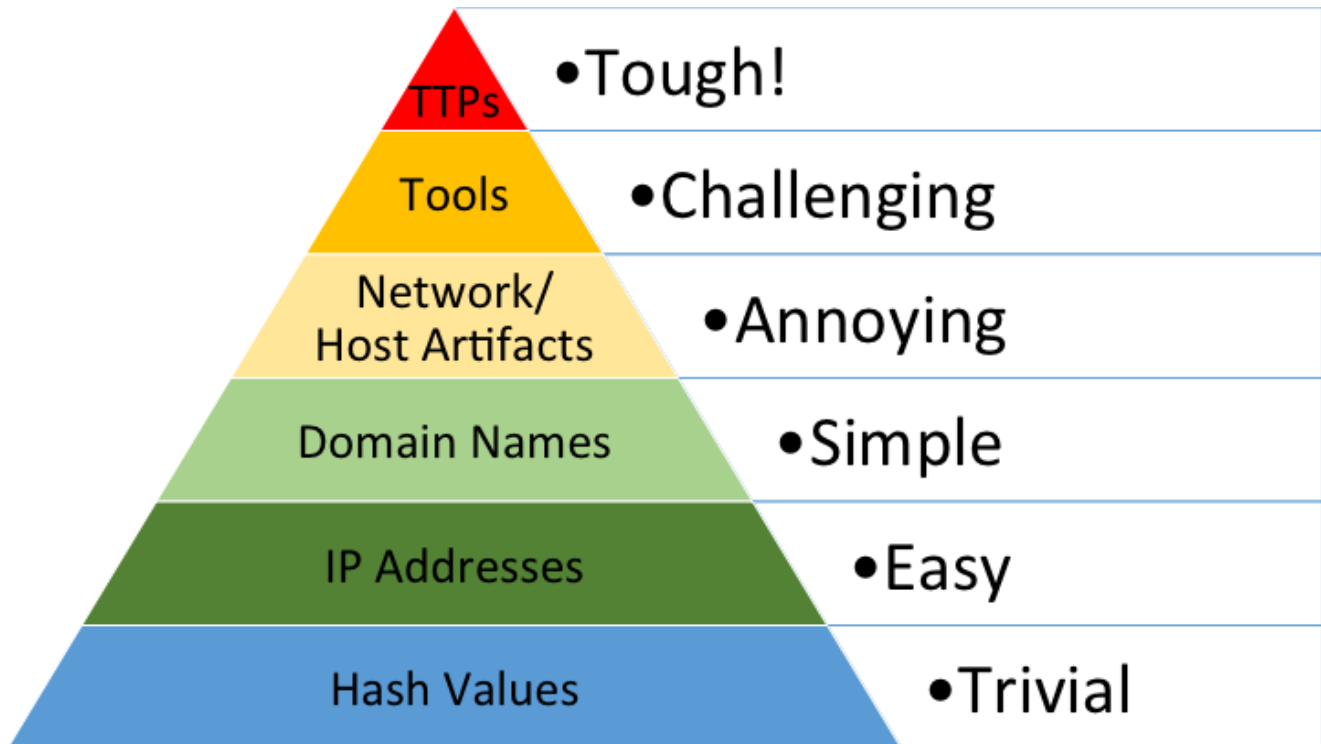 TTPs
•Tough!
Tools
•Challenging
Network/
Host Artifacts
•Annoying
Domain Names
•Simple
IP Addresses
•Easy
Hash Values
•Trivial